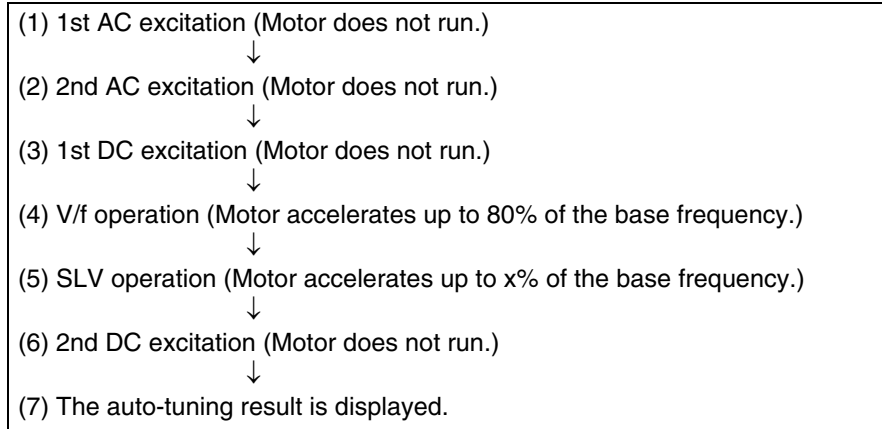 (1) 1st AC excitation (Motor does not run.)
↓
(2) 2nd AC excitation (Motor does not run.)
↓
(3) 1st DC excitation (Motor does not run.)
↓
(4) V/f operation (Motor accelerates up to 80% of the base frequency.)
↓
(5) SLV operation (Motor accelerates up to x% of the base frequency.)
↓
(6) 2nd DC excitation (Motor does not run.)
↓
(7) The auto-tuning result is displayed.